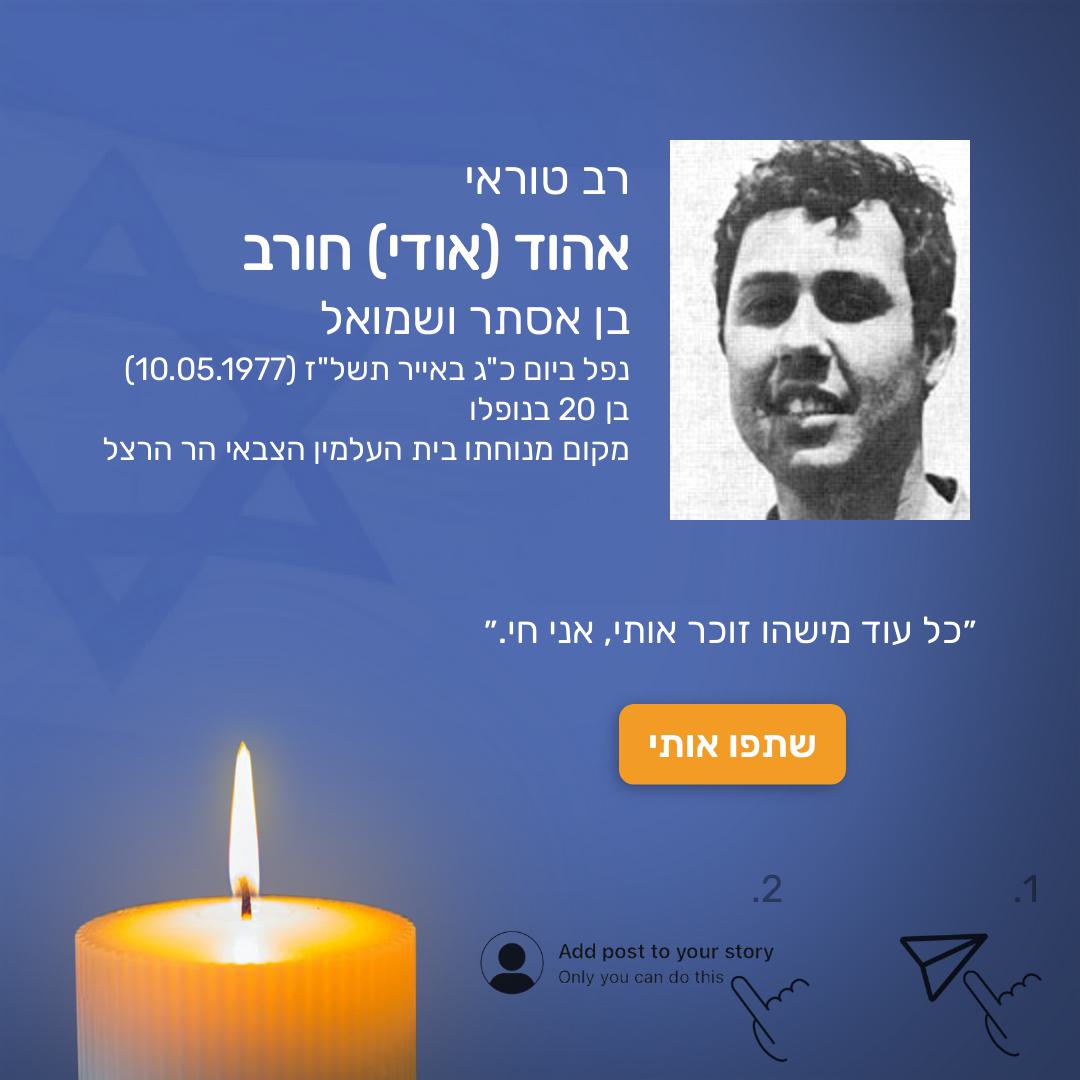 רב טוראי
אהוד (אודי) חורב
בן אסתר ושמואל
נפל ביום כ"ג באייר תשל"ז (10.05.1977)
בן 20 בנופלו
מקום מנוחתו בית העלמין הצבאי הר הרצל
״כל עוד מישהו זוכר אותי, אני חי.״
שתפו אותי
1.
2.
Add post to your story
Only you can do this